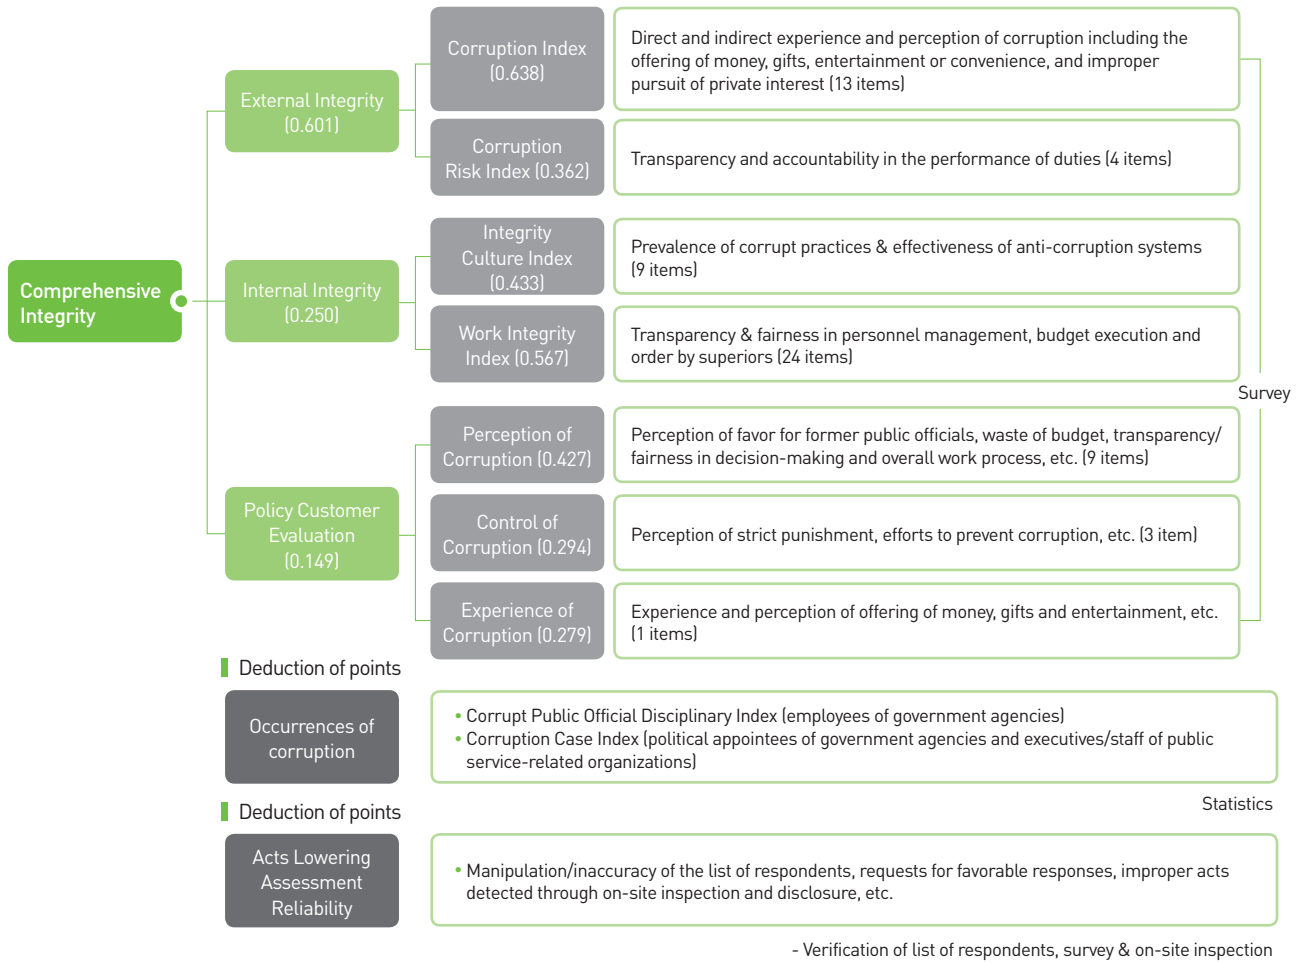 Comprehensive
Integrity
External Integrity
(0.601)
Corruption Index
(0.638)
Direct and indirect experience and perception of corruption including the
offering of money, gifts, entertainment or convenience, and improper
pursuit of private interest (13 items)
Corruption
Risk Index (0.362)
Transparency and accountability in the performance of duties (4 items)
Internal Integrity
(0.250)
Integrity
Culture Index
(0.433)
Prevalence of corrupt practices & effectiveness of anti-corruption systems
(9 items)
Work Integrity
Index (0.567)
Transparency & fairness in personnel management, budget execution and
order by superiors (24 items)
Survey
Policy Customer
Evaluation
(0.149)
Perception of
Corruption (0.427)
Perception of favor for former public officials, waste of budget, transparency/
fairness in decision-making and overall work process, etc. (9 items)
Control of
Corruption (0.294)
Perception of strict punishment, efforts to prevent corruption, etc. (3 item)
Experience of
Corruption (0.279)
Experience and perception of offering of money, gifts and entertainment, etc.
(1 items)
Deduction of points
Occurrences of
corruption
• Corrupt Public Official Disciplinary Index (employees of government agencies)
• Corruption Case Index (political appointees of government agencies and executives/staff of public
service-related organizations)
Statistics
Deduction of points
Acts Lowering
Assessment
Reliability
• Manipulation/inaccuracy of the list of respondents, requests for favorable responses, improper acts
detected through on-site inspection and disclosure, etc.
- Verification of list of respondents, survey & on-site inspection